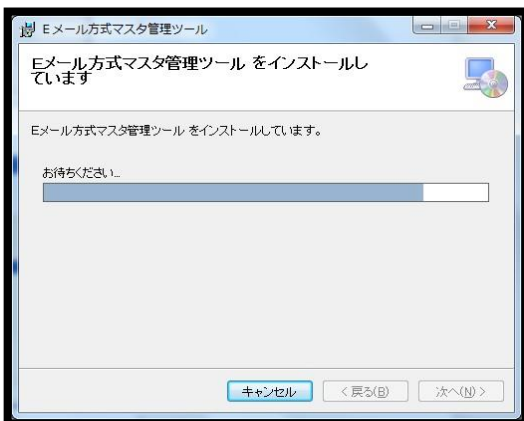 Eメール方式マスタ管理ツール
Eメール方式マスタ管理ツール をインストールし
ています
Eメール方式マスタ管理ツール をインストールしています。
お待ちください...
キャンセル
< 戻る(B)
次へ(N) >